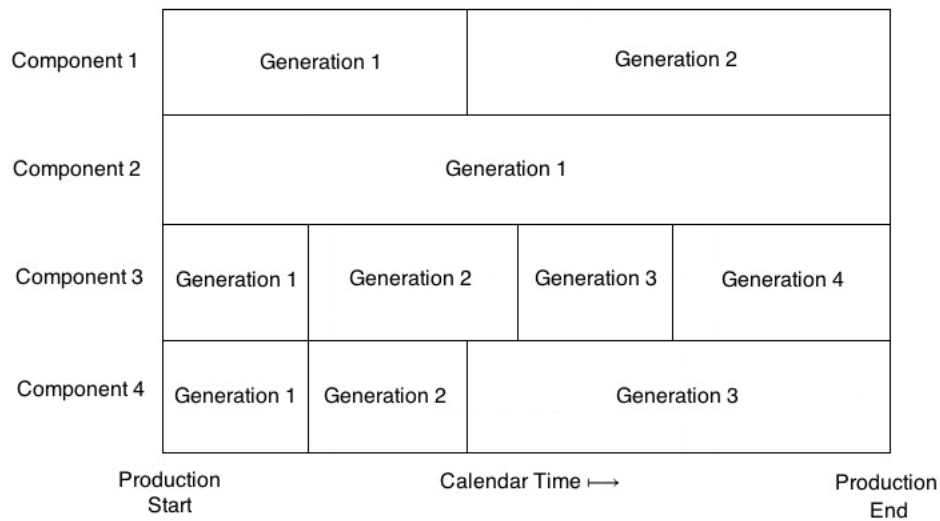 Component 1
Generation 1
Generation 2
Component 2
Generation 1
Component 3
Generation 1
Generation 2
Generation 3
Generation 4
Component 4
Generation 1
Generation 2
Generation 3
Production
Start
Calendar Time ⟼
Production
End